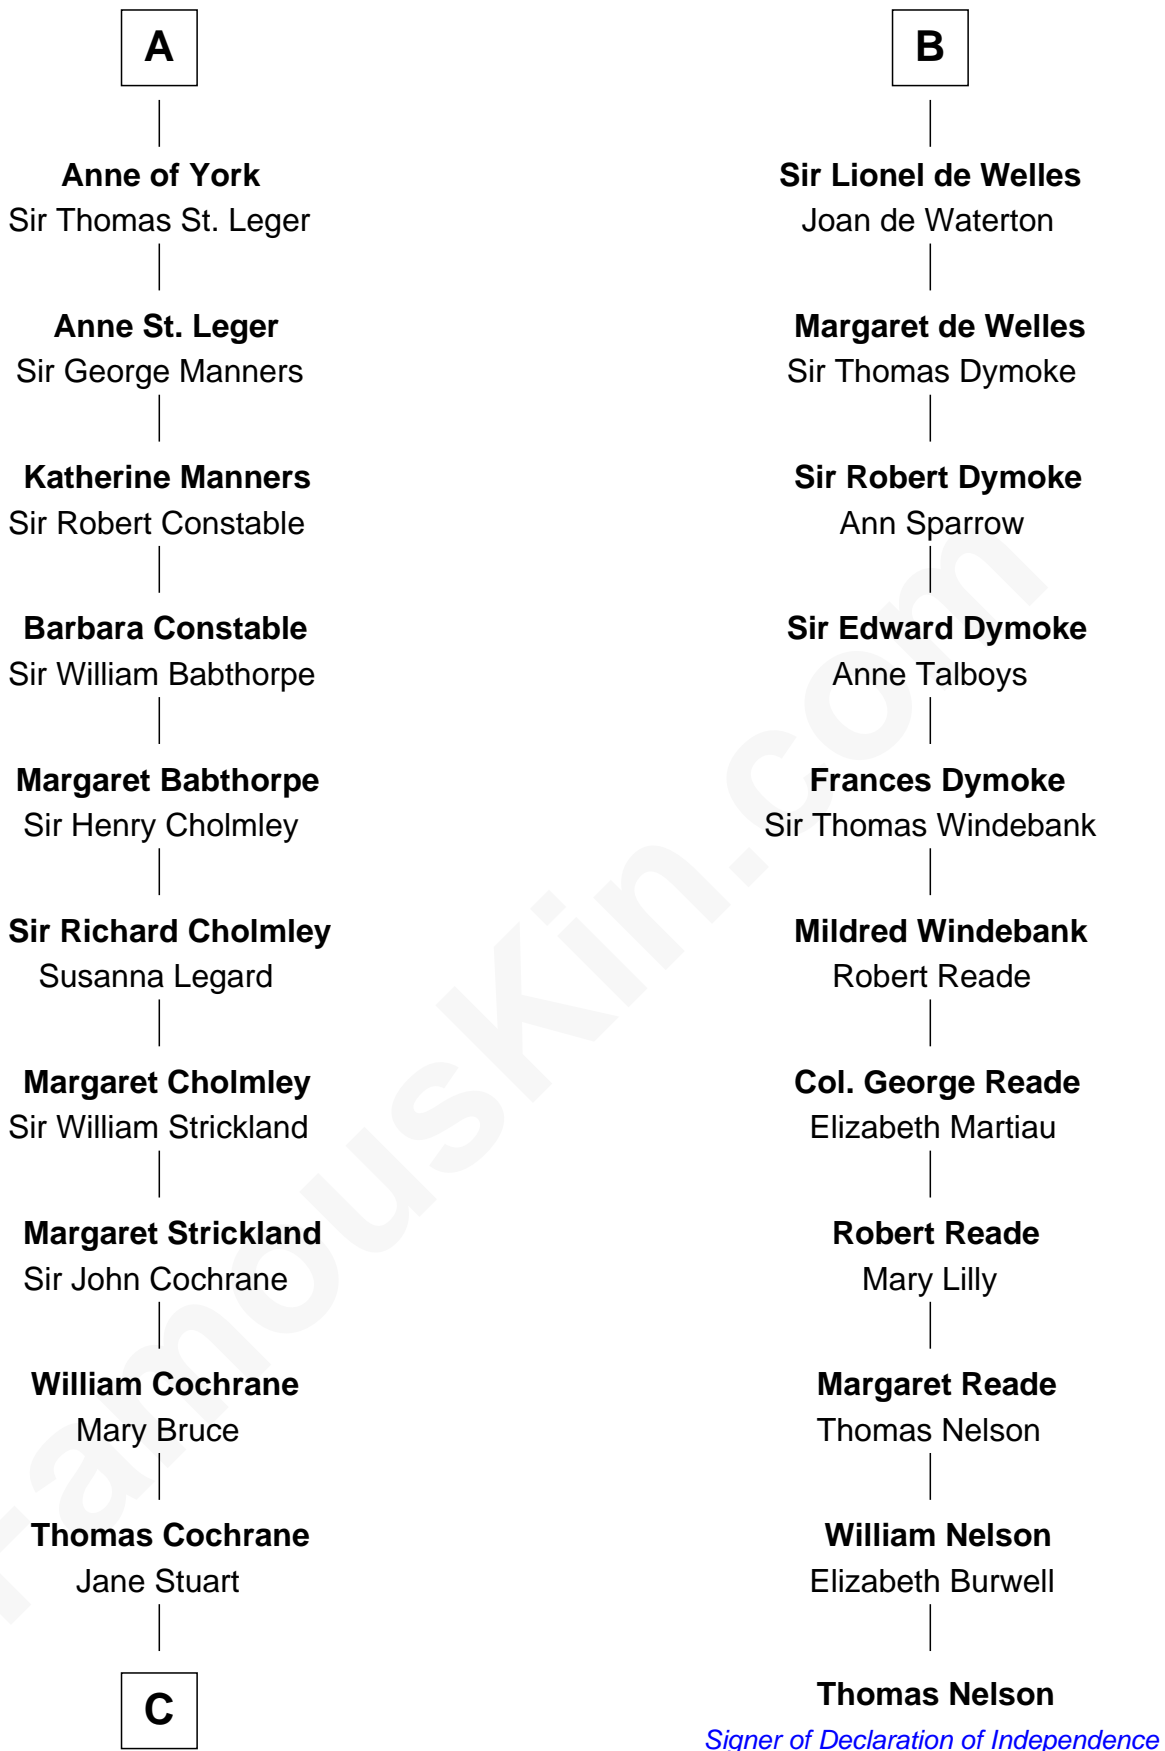 A
Anne of York
Sir Thomas St. Leger
Anne St. Leger
Sir George Manners
Katherine Manners
Sir Robert Constable
Barbara Constable
Sir William Babthorpe
Margaret Babthorpe
Sir Henry Cholmley
Sir Richard Cholmley
Susanna Legard
Margaret Cholmley
Sir William Strickland
Margaret Strickland
Sir John Cochrane
William Cochrane
Mary Bruce
Thomas Cochrane
Jane Stuart
C
B
Sir Lionel de Welles
Joan de Waterton
Margaret de Welles
Sir Thomas Dymoke
Sir Robert Dymoke
Ann Sparrow
Sir Edward Dymoke
Anne Talboys
Frances Dymoke
Sir Thomas Windebank
Mildred Windebank
Robert Reade
Col. George Reade
Elizabeth Martiau
Robert Reade
Mary Lilly
Margaret Reade
Thomas Nelson
William Nelson
Elizabeth Burwell
Thomas Nelson
Signer of Declaration of Independence
FamousKin.com